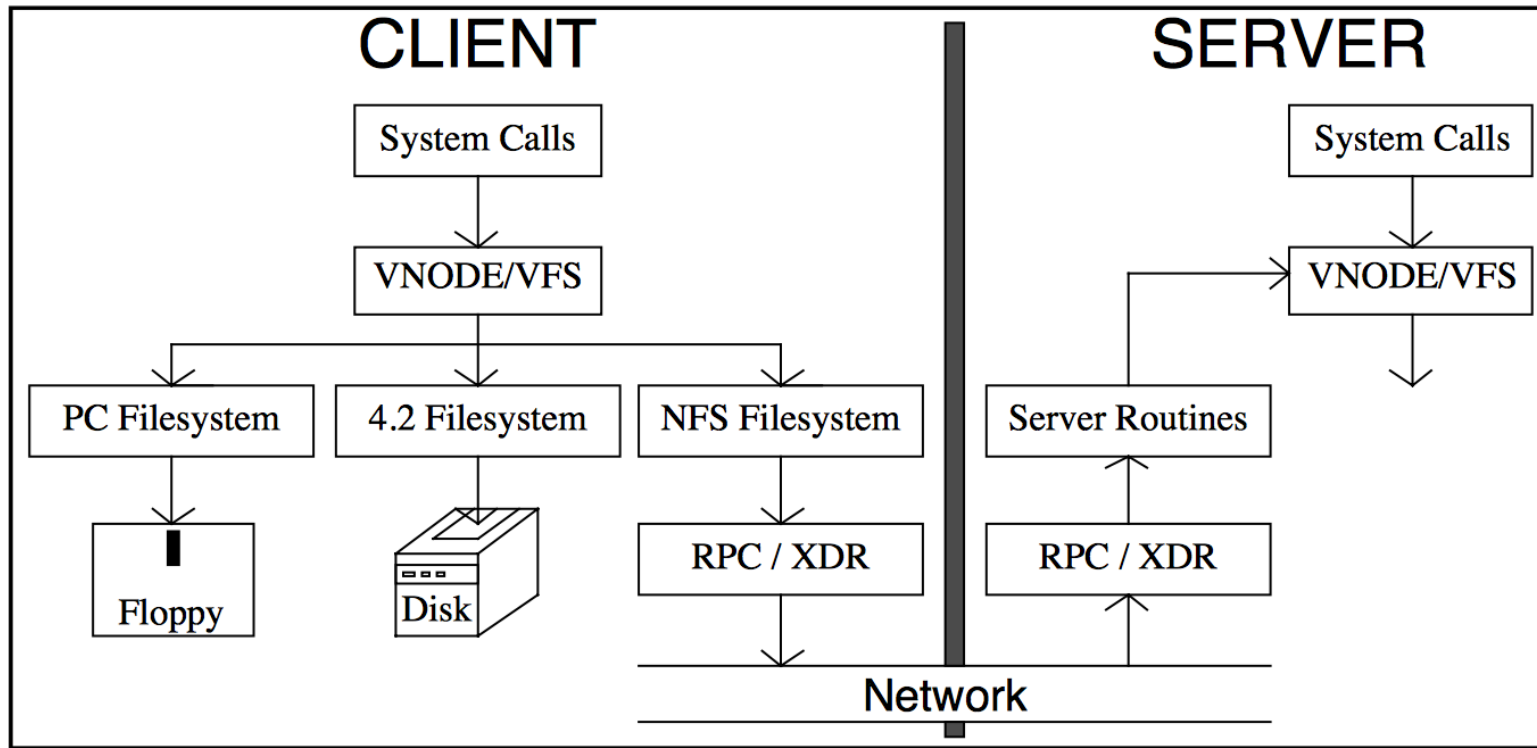 CLIENT
SERVER
System Calls
System Calls
VNODE/VFS
VNODE/VFS
PC Filesystem
4.2 Filesystem
NFS Filesystem
Server Routines
Floppy
Disk
RPC / XDR
RPC / XDR
Network